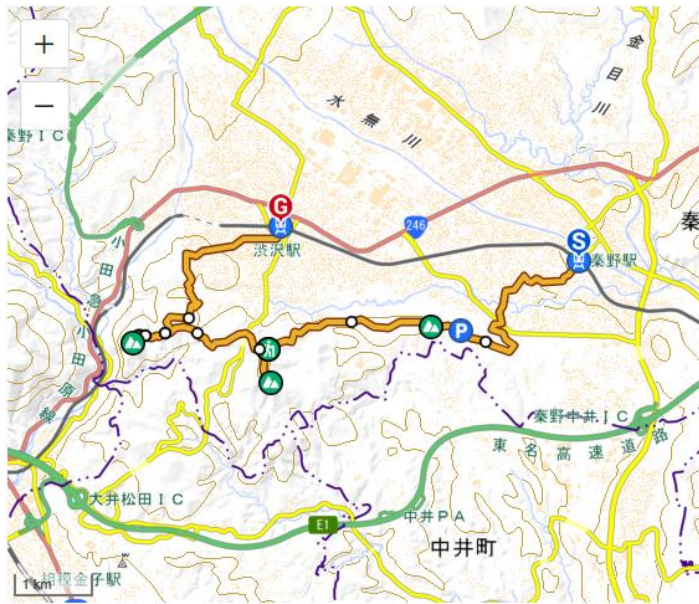 +
−
金目川
水無川
秦野IC
G
渋沢駅
246
S
秦野駅
秦
小田急小田原線
P
秦野中井IC
東名高速道路
大井松田IC
中井PA
E1
中井町
相模金子駅
1 km